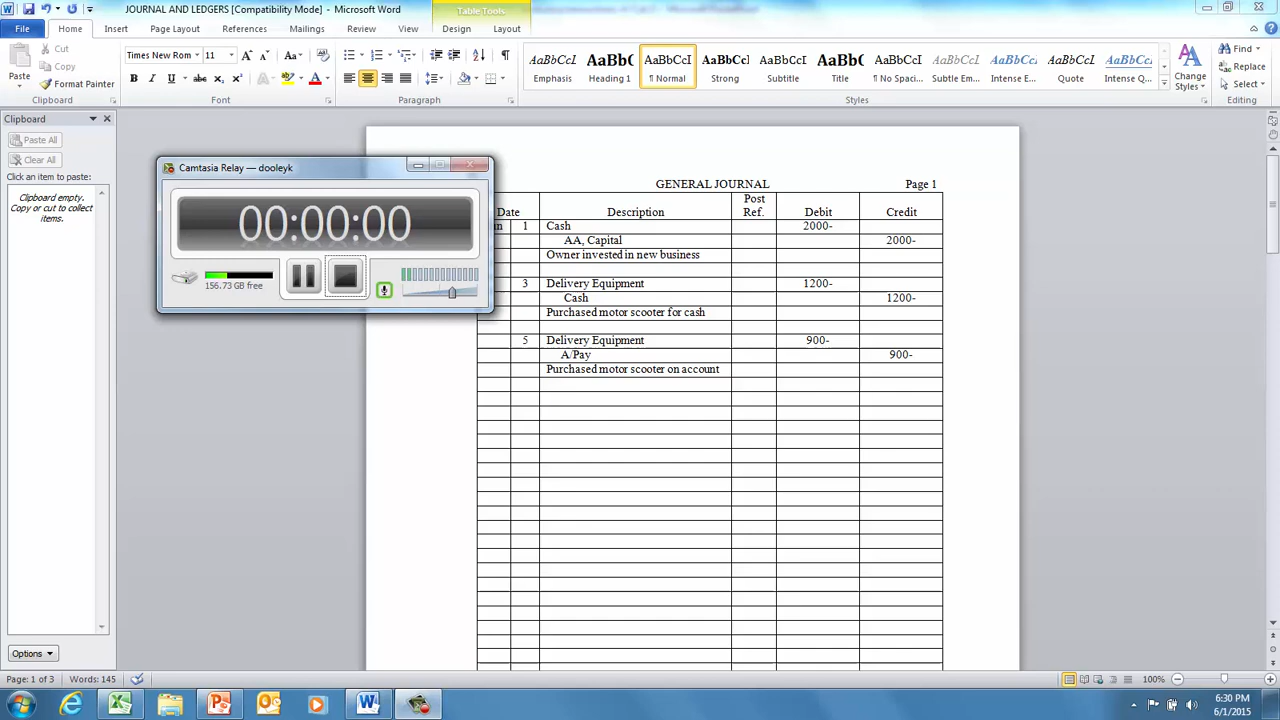 JOURNAL AND LEDGERS [Compatibility Mode] - Microsoft Word
Table Tools
File Home Insert Page Layout References Mailings Review View Design Layout
Paste
Cut
Copy
Format Painter
Clipboard
Times New Rom 11
Font
Paragraph
AaBbCcI AaBb( AaBbCcI AaBbCcI AaBbCcI AaBb( AaBbCcI AaBbCcI AaBbCcI AaBbCcI AaBbCcI
Emphasis Heading 1 ¶ Normal Strong Subtitle Title ¶ No Spaci... Subtle Em... Intense E... Quote Intense Q...
Styles
Change Styles
Find
Replace
Select
Editing
Clipboard
Paste All
Clear All
Click an item to paste:
Clipboard empty.
Copy or cut to collect
items.
Options
Camtasia Relay — dooleyk
00:00:00
156.73 GB free
GENERAL JOURNAL Page 1
Date Description Post Ref. Debit Credit
n 1 Cash 2000-
AA, Capital 2000-
Owner invested in new business
3 Delivery Equipment 1200-
Cash 1200-
Purchased motor scooter for cash
5 Delivery Equipment 900-
A/Pay 900-
Purchased motor scooter on account
Page: 1 of 3 Words: 145 100%
6:30 PM
6/1/2015